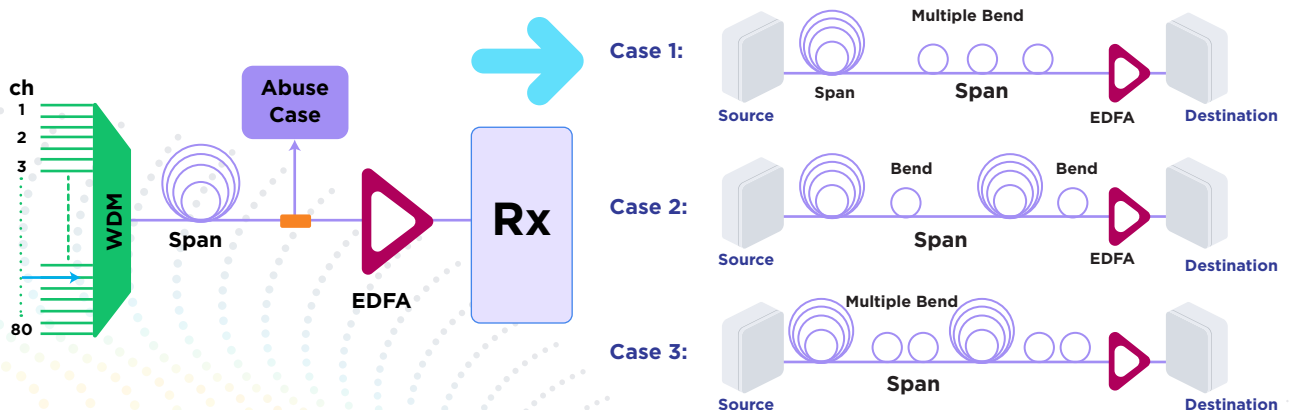 ch
1
2
3
80
WDM
Span
Abuse
Case
EDFA
Rx
Case 1:
Multiple Bend
Span
Span
Source
EDFA
Destination
Case 2:
Bend
Bend
Span
Source
EDFA
Destination
Case 3:
Multiple Bend
Span
Source
Destination